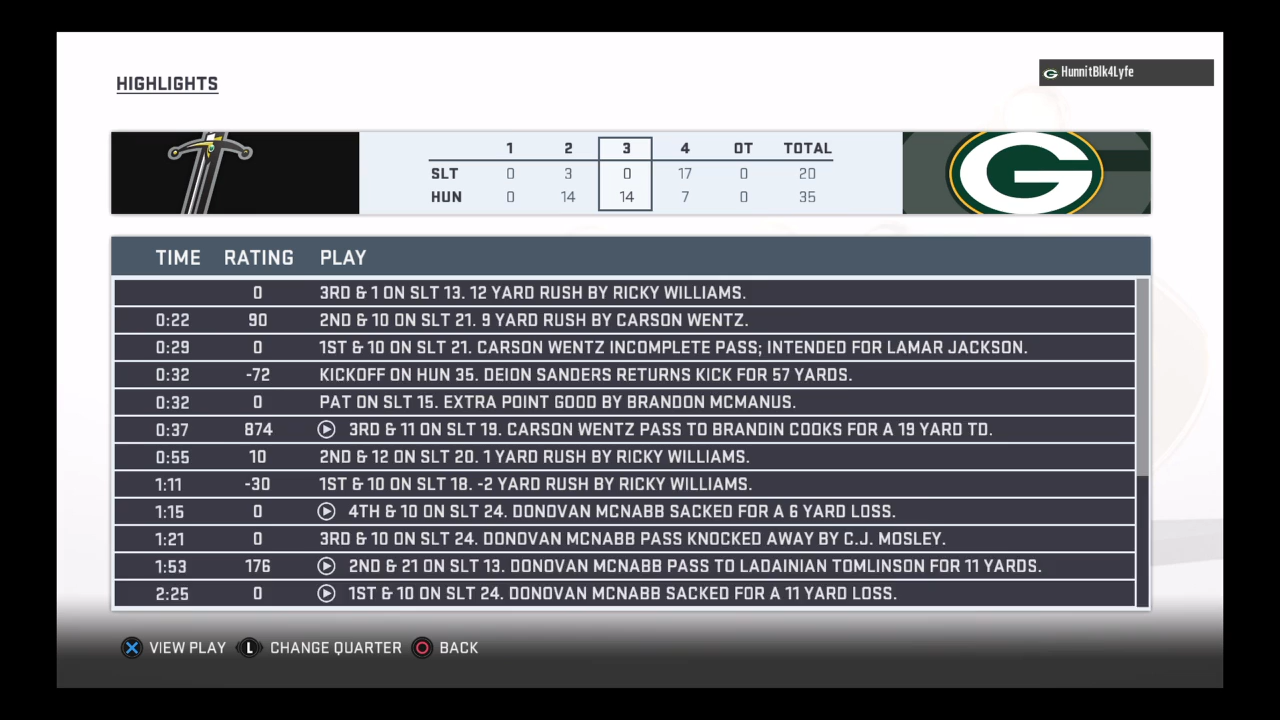 HIGHLIGHTS
G HunnitBlk4Lyfe
1 2 3 4 OT TOTAL
SLT 0 3 0 17 0 20
HUN 0 14 14 7 0 35
G
TIME RATING PLAY
0 3RD & 1 ON SLT 13. 12 YARD RUSH BY RICKY WILLIAMS.
0:22 90 2ND & 10 ON SLT 21. 9 YARD RUSH BY CARSON WENTZ.
0:29 0 1ST & 10 ON SLT 21. CARSON WENTZ INCOMPLETE PASS; INTENDED FOR LAMAR JACKSON.
0:32 -72 KICKOFF ON HUN 35. DEION SANDERS RETURNS KICK FOR 57 YARDS.
0:32 0 PAT ON SLT 15. EXTRA POINT GOOD BY BRANDON MCMANUS.
0:37 874 3RD & 11 ON SLT 19. CARSON WENTZ PASS TO BRANDIN COOKS FOR A 19 YARD TD.
0:55 10 2ND & 12 ON SLT 20. 1 YARD RUSH BY RICKY WILLIAMS.
1:11 -30 1ST & 10 ON SLT 18. -2 YARD RUSH BY RICKY WILLIAMS.
1:15 0 4TH & 10 ON SLT 24. DONOVAN MCNABB SACKED FOR A 6 YARD LOSS.
1:21 0 3RD & 10 ON SLT 24. DONOVAN MCNABB PASS KNOCKED AWAY BY C.J. MOSLEY.
1:53 176 2ND & 21 ON SLT 13. DONOVAN MCNABB PASS TO LADAINIAN TOMLINSON FOR 11 YARDS.
2:25 0 1ST & 10 ON SLT 24. DONOVAN MCNABB SACKED FOR A 11 YARD LOSS.
VIEW PLAY L CHANGE QUARTER BACK